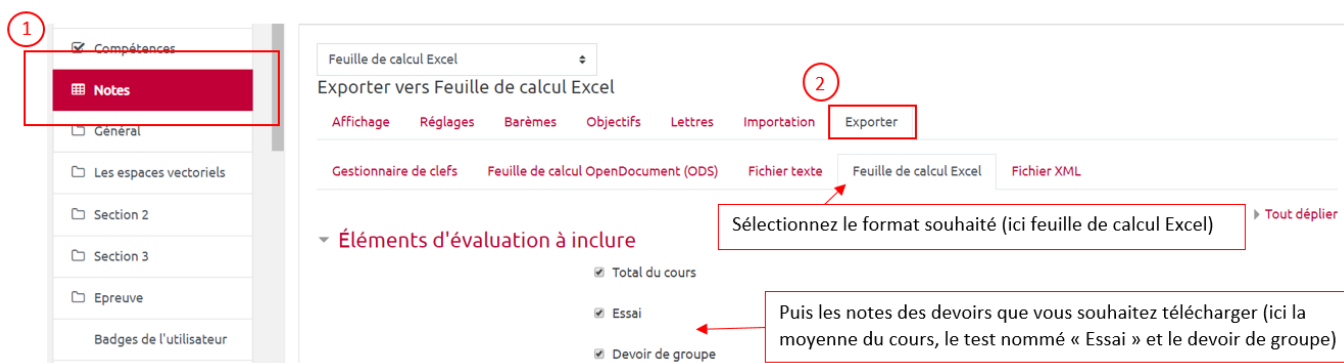 1
Compétences
Notes
Général
Les espaces vectoriels
Section 2
Section 3
Epreuve
Badges de l'utilisateur
Feuille de calcul Excel
Exporter vers Feuille de calcul Excel
2
Affichage Réglages Barèmes Objectifs Lettres Importation Exporter
Gestionnaire de clefs Feuille de calcul OpenDocument (ODS) Fichier texte Feuille de calcul Excel Fichier XML
Sélectionnez le format souhaité (ici feuille de calcul Excel)
Tout déplier
Éléments d'évaluation à inclure
Total du cours
Essai
Devoir de groupe
Puis les notes des devoirs que vous souhaitez télécharger (ici la
moyenne du cours, le test nommé « Essai » et le devoir de groupe)